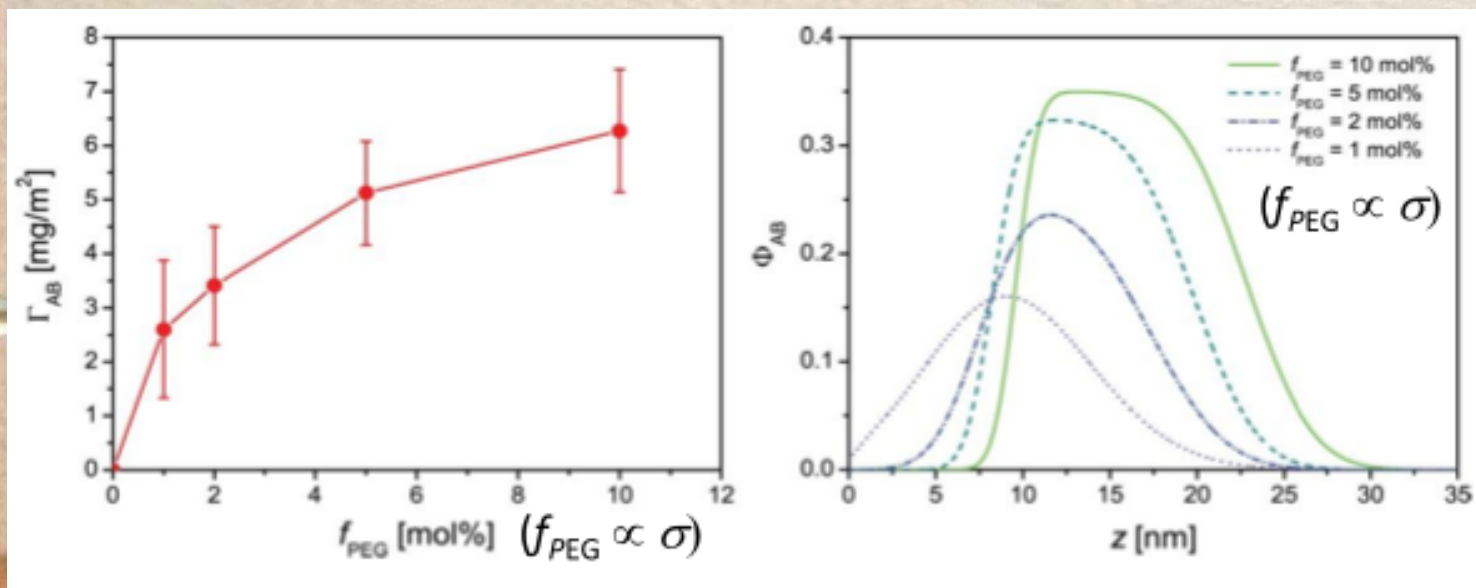 8
7
6
5
4
3
2
1
0
Γ_AB [mg/m²]
0 2 4 6 8 10 12
f_PEG [mol%] (f_PEG ∝ σ)
0.4
0.3
0.2
0.1
0.0
Φ_AB
f_PEG = 10 mol%
f_PEG = 5 mol%
f_PEG = 2 mol%
f_PEG = 1 mol%
(f_PEG ∝ σ)
0 5 10 15 20 25 30 35
z [nm]